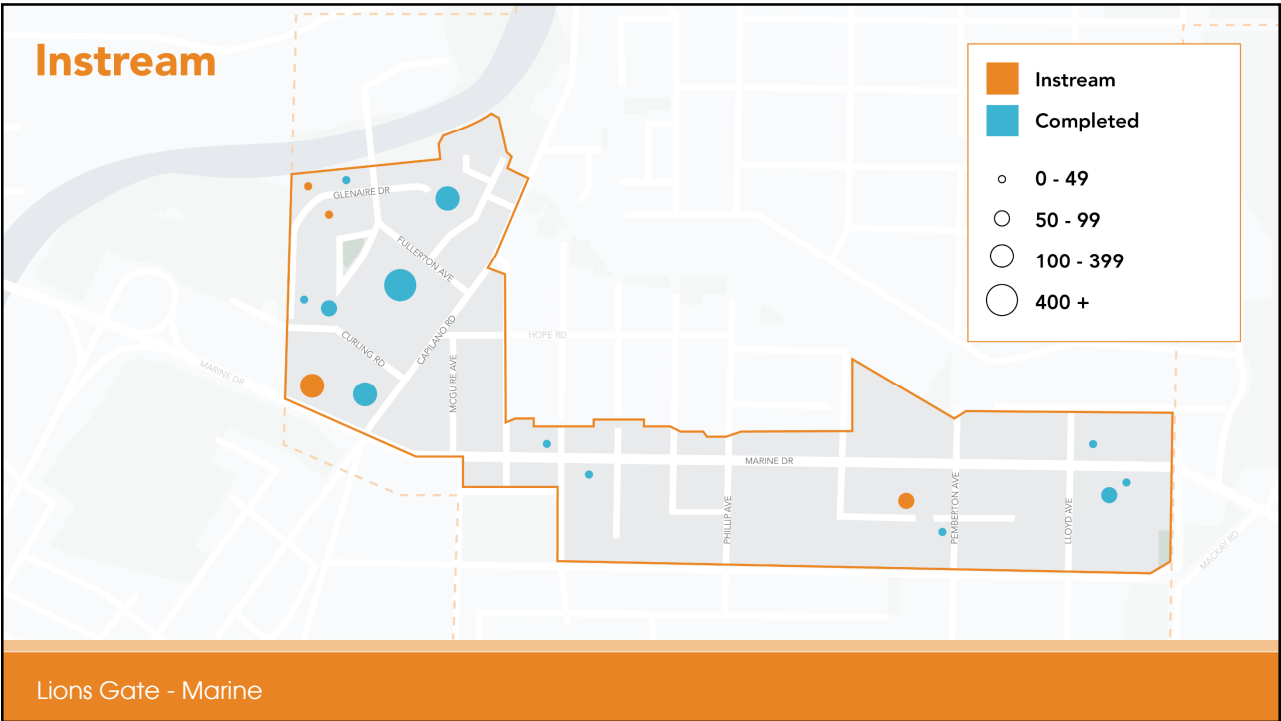 Instream
Instream
Completed
0 - 49
50 - 99
100 - 399
400 +
GLENAIRE DR
FULLERTON AVE
CAPILANO RD
CURLING RD
MARINE DR
MCGUIRE AVE
HOPE RD
MARINE DR
PHILLIP AVE
PEMBERTON AVE
LLOYD AVE
MACKAY RD
Lions Gate - Marine